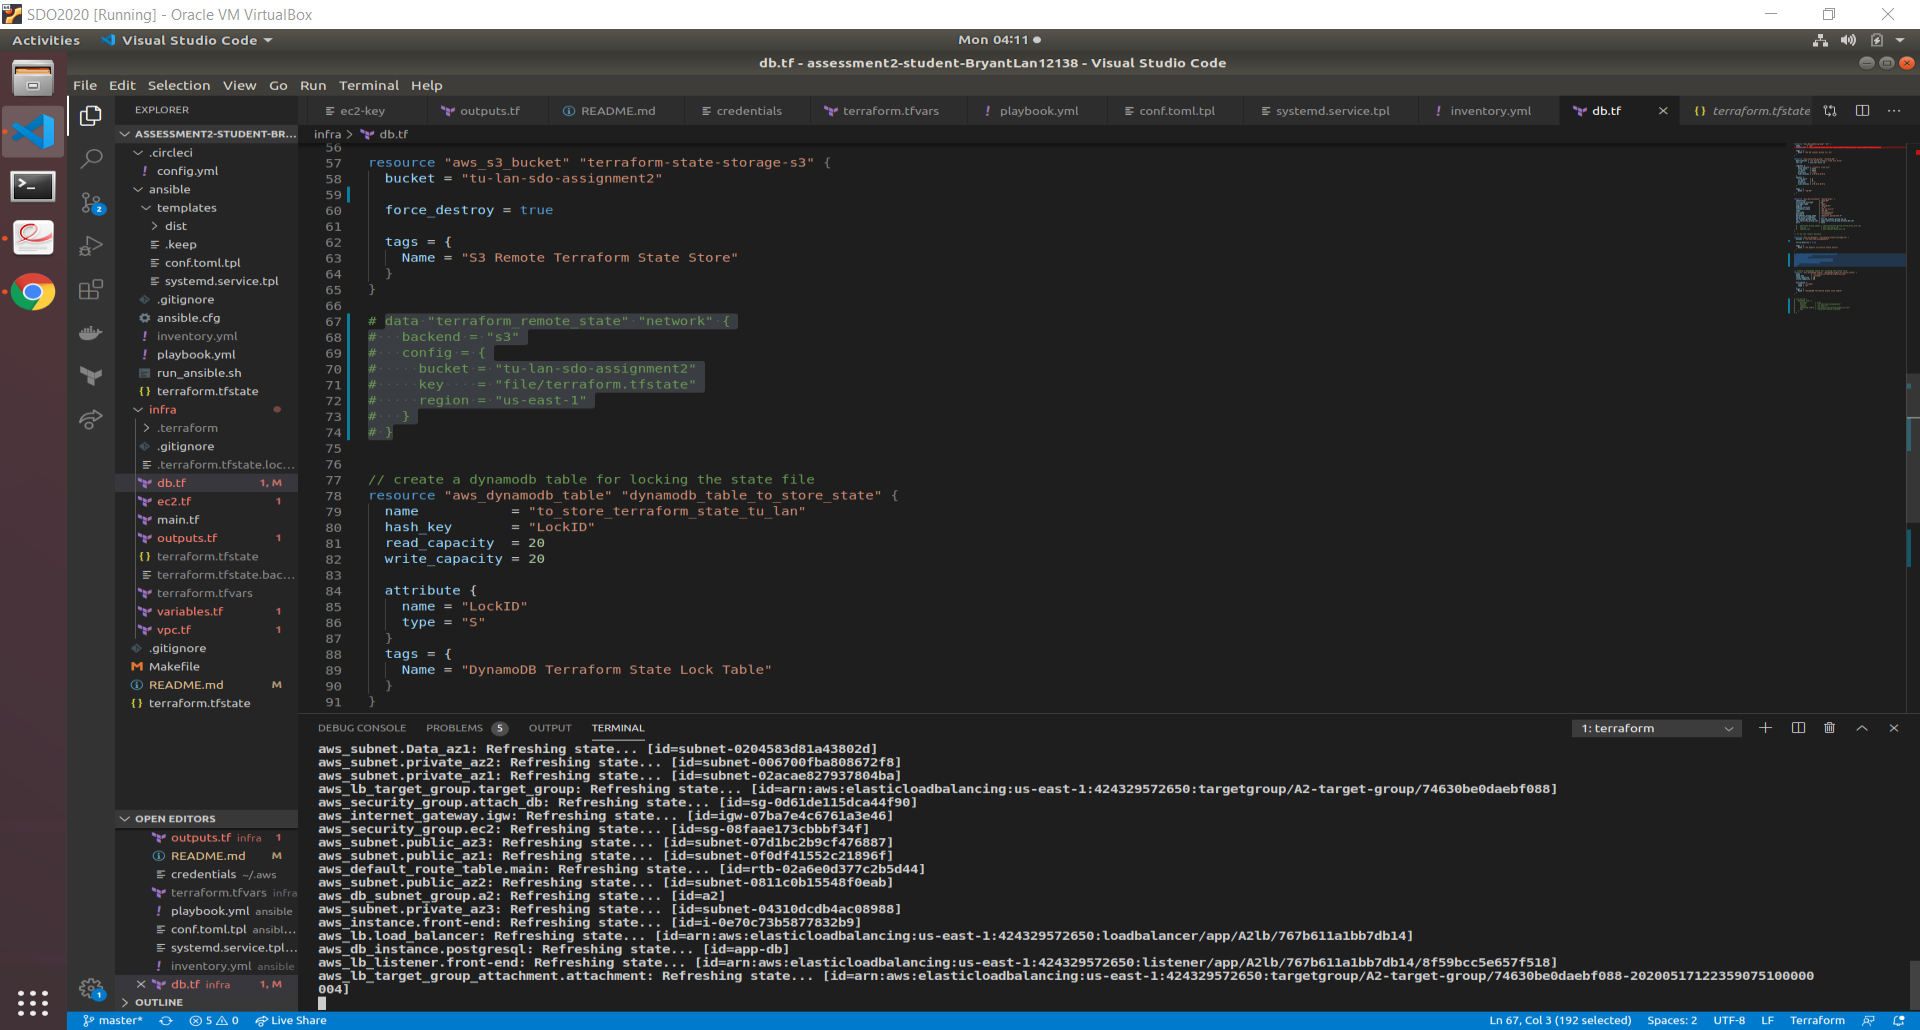 SDO2020 [Running] - Oracle VM VirtualBox
Activities
Visual Studio Code
Mon 04:11
db.tf - assessment2-student-BryantLan12138 - Visual Studio Code
File Edit Selection View Go Run Terminal Help
EXPLORER
ec2-key
outputs.tf
README.md
credentials
terraform.tfvars
playbook.yml
conf.toml.tpl
systemd.service.tpl
inventory.yml
db.tf
terraform.tfstate
ASSESSMENT2-STUDENT-BR...
.circleci
config.yml
ansible
templates
dist
.keep
conf.toml.tpl
systemd.service.tpl
.gitignore
ansible.cfg
inventory.yml
playbook.yml
run_ansible.sh
terraform.tfstate
infra
.terraform
.gitignore
.terraform.tfstate.loc...
db.tf 1, M
ec2.tf 1
main.tf
outputs.tf 1
terraform.tfstate
terraform.tfstate.bac...
terraform.tfvars
variables.tf 1
vpc.tf 1
.gitignore
Makefile
README.md M
terraform.tfstate
2
OPEN EDITORS
outputs.tf infra 1
README.md M
credentials ~/.aws
terraform.tfvars infra
playbook.yml ansible
conf.toml.tpl ansibl...
systemd.service.tpl...
inventory.yml ansible
db.tf infra 1, M
OUTLINE
1
infra > db.tf
56
57 resource "aws_s3_bucket" "terraform-state-storage-s3" {
58 bucket = "tu-lan-sdo-assignment2"
59
60 force_destroy = true
61
62 tags = {
63 Name = "S3 Remote Terraform State Store"
64 }
65 }
66
67 # data "terraform_remote_state" "network" {
68 # backend = "s3"
69 # config = {
70 # bucket = "tu-lan-sdo-assignment2"
71 # key = "file/terraform.tfstate"
72 # region = "us-east-1"
73 # }
74 # }
75
76
77 // create a dynamodb table for locking the state file
78 resource "aws_dynamodb_table" "dynamodb_table_to_store_state" {
79 name = "to_store_terraform_state_tu_lan"
80 hash_key = "LockID"
81 read_capacity = 20
82 write_capacity = 20
83
84 attribute {
85 name = "LockID"
86 type = "S"
87 }
88 tags = {
89 Name = "DynamoDB Terraform State Lock Table"
90 }
91 }
DEBUG CONSOLE PROBLEMS 5 OUTPUT TERMINAL
1: terraform
aws_subnet.Data_az1: Refreshing state... [id=subnet-0204583d81a43802d]
aws_subnet.private_az2: Refreshing state... [id=subnet-006700fba808672f8]
aws_subnet.private_az1: Refreshing state... [id=subnet-02acae827937804ba]
aws_lb_target_group.target_group: Refreshing state... [id=arn:aws:elasticloadbalancing:us-east-1:424329572650:targetgroup/A2-target-group/74630be0daebf088]
aws_security_group.attach_db: Refreshing state... [id=sg-0d61de115dca44f90]
aws_internet_gateway.igw: Refreshing state... [id=igw-07ba7e4c6761a3e46]
aws_security_group.ec2: Refreshing state... [id=sg-08faae173cbbbf34f]
aws_subnet.public_az3: Refreshing state... [id=subnet-07d1bc2b9cf476887]
aws_subnet.public_az1: Refreshing state... [id=subnet-0f0df41552c21896f]
aws_default_route_table.main: Refreshing state... [id=rtb-02a6e0d377c2b5d44]
aws_subnet.public_az2: Refreshing state... [id=subnet-0811c0b15548f0eab]
aws_db_subnet_group.a2: Refreshing state... [id=a2]
aws_subnet.private_az3: Refreshing state... [id=subnet-04310dcdb4ac08988]
aws_instance.front-end: Refreshing state... [id=i-0e70c73b5877832b9]
aws_lb.load_balancer: Refreshing state... [id=arn:aws:elasticloadbalancing:us-east-1:424329572650:loadbalancer/app/A2lb/767b611a1bb7db14]
aws_db_instance.postgresql: Refreshing state... [id=app-db]
aws_lb_listener.front-end: Refreshing state... [id=arn:aws:elasticloadbalancing:us-east-1:424329572650:listener/app/A2lb/767b611a1bb7db14/8f59bcc5e657f518]
aws_lb_target_group_attachment.attachment: Refreshing state... [id=arn:aws:elasticloadbalancing:us-east-1:424329572650:targetgroup/A2-target-group/74630be0daebf088-20200517122359075100000
004]
master* 5 0 Live Share
Ln 67, Col 3 (192 selected) Spaces: 2 UTF-8 LF Terraform